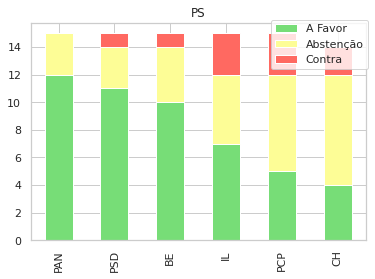 PS
A Favor
Abstenção
Contra
14
12
10
8
6
4
2
0
PAN
PSD
BE
IL
PCP
CH